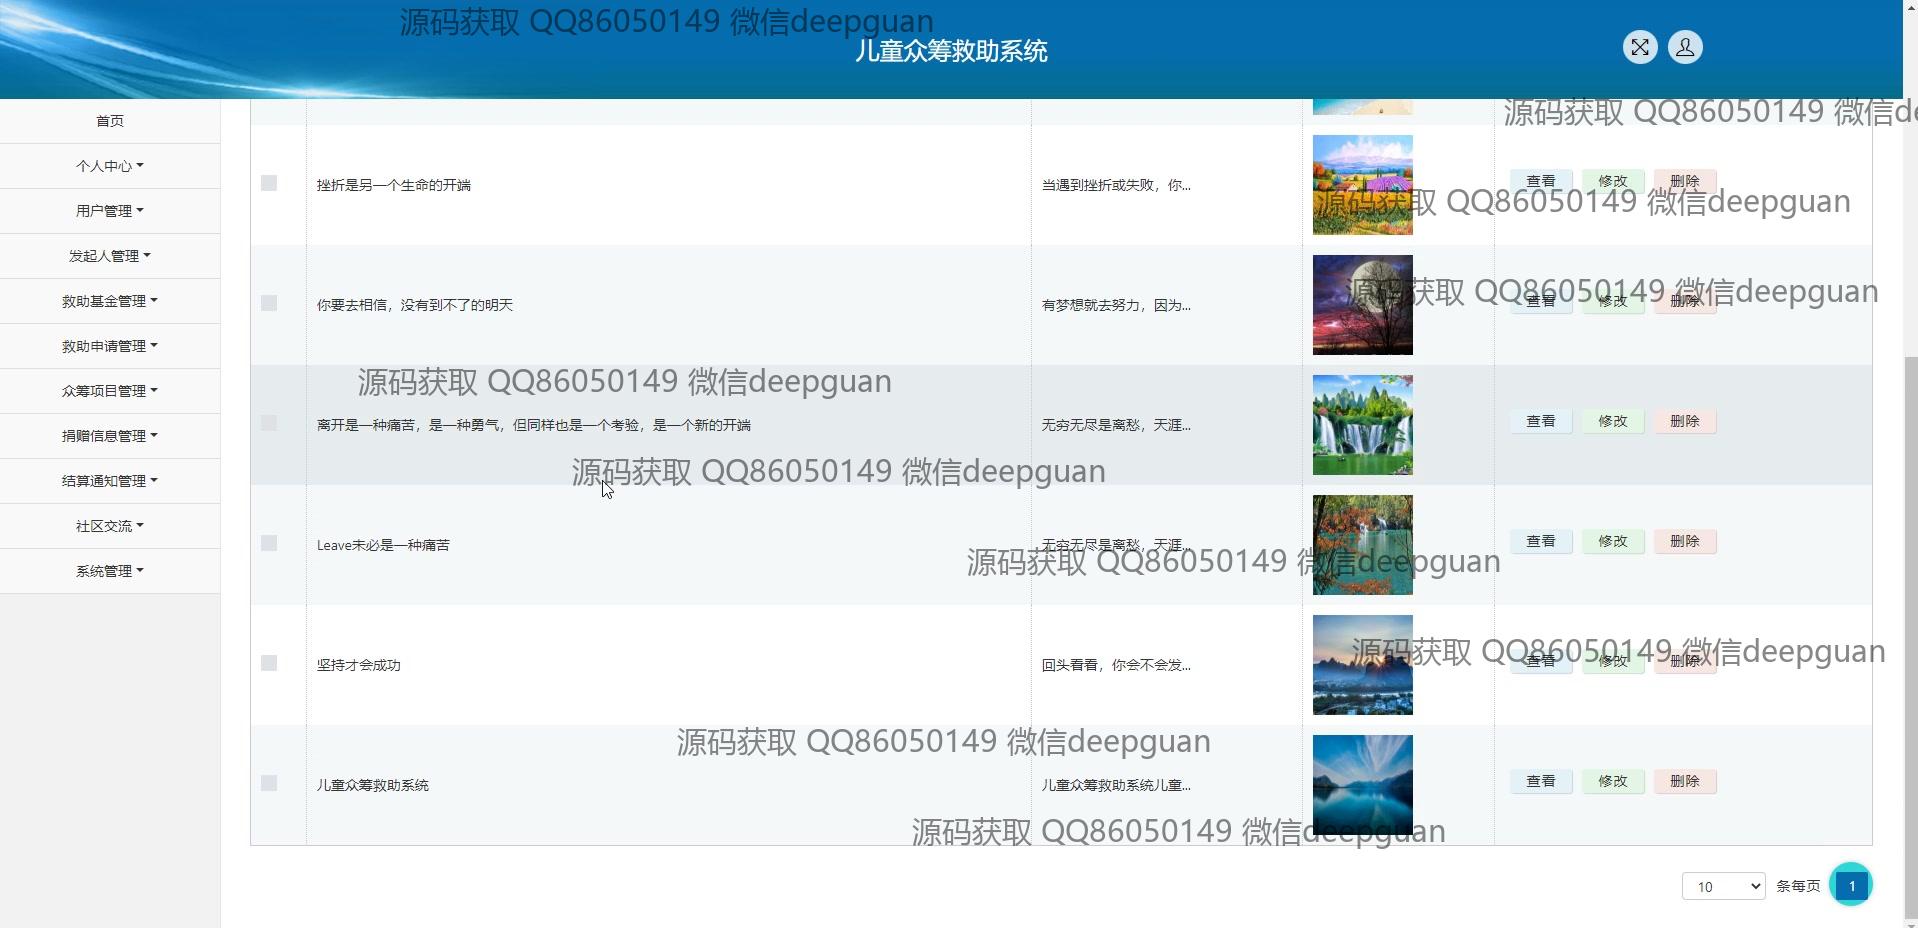 源码获取 QQ86050149 微信deepguan
儿童众筹救助系统
首页
个人中心
用户管理
发起人管理
救助基金管理
救助申请管理
众筹项目管理
捐赠信息管理
结算通知管理
社区交流
系统管理
源码获取 QQ86050149 微信de
挫折是另一个生命的开端 当遇到挫折或失败，你... 查看 修改 删除
源码获取 QQ86050149 微信deepguan
你要去相信，没有到不了的明天 有梦想就去努力，因为... 查看 修改 删除
源码获取 QQ86050149 微信deepguan
源码获取 QQ86050149 微信deepguan
离开是一种痛苦，是一种勇气，但同样也是一个考验，是一个新的开端 无穷无尽是离愁，天涯... 查看 修改 删除
源码获取 QQ86050149 微信deepguan
Leave未必是一种痛苦 无穷无尽是离愁，天涯... 查看 修改 删除
源码获取 QQ86050149 微信deepguan
坚持才会成功 回头看看，你会不会发... 查看 修改 删除
源码获取 QQ86050149 微信deepguan
源码获取 QQ86050149 微信deepguan
儿童众筹救助系统 儿童众筹救助系统儿童... 查看 修改 删除
源码获取 QQ86050149 微信deepguan
10 条每页 1